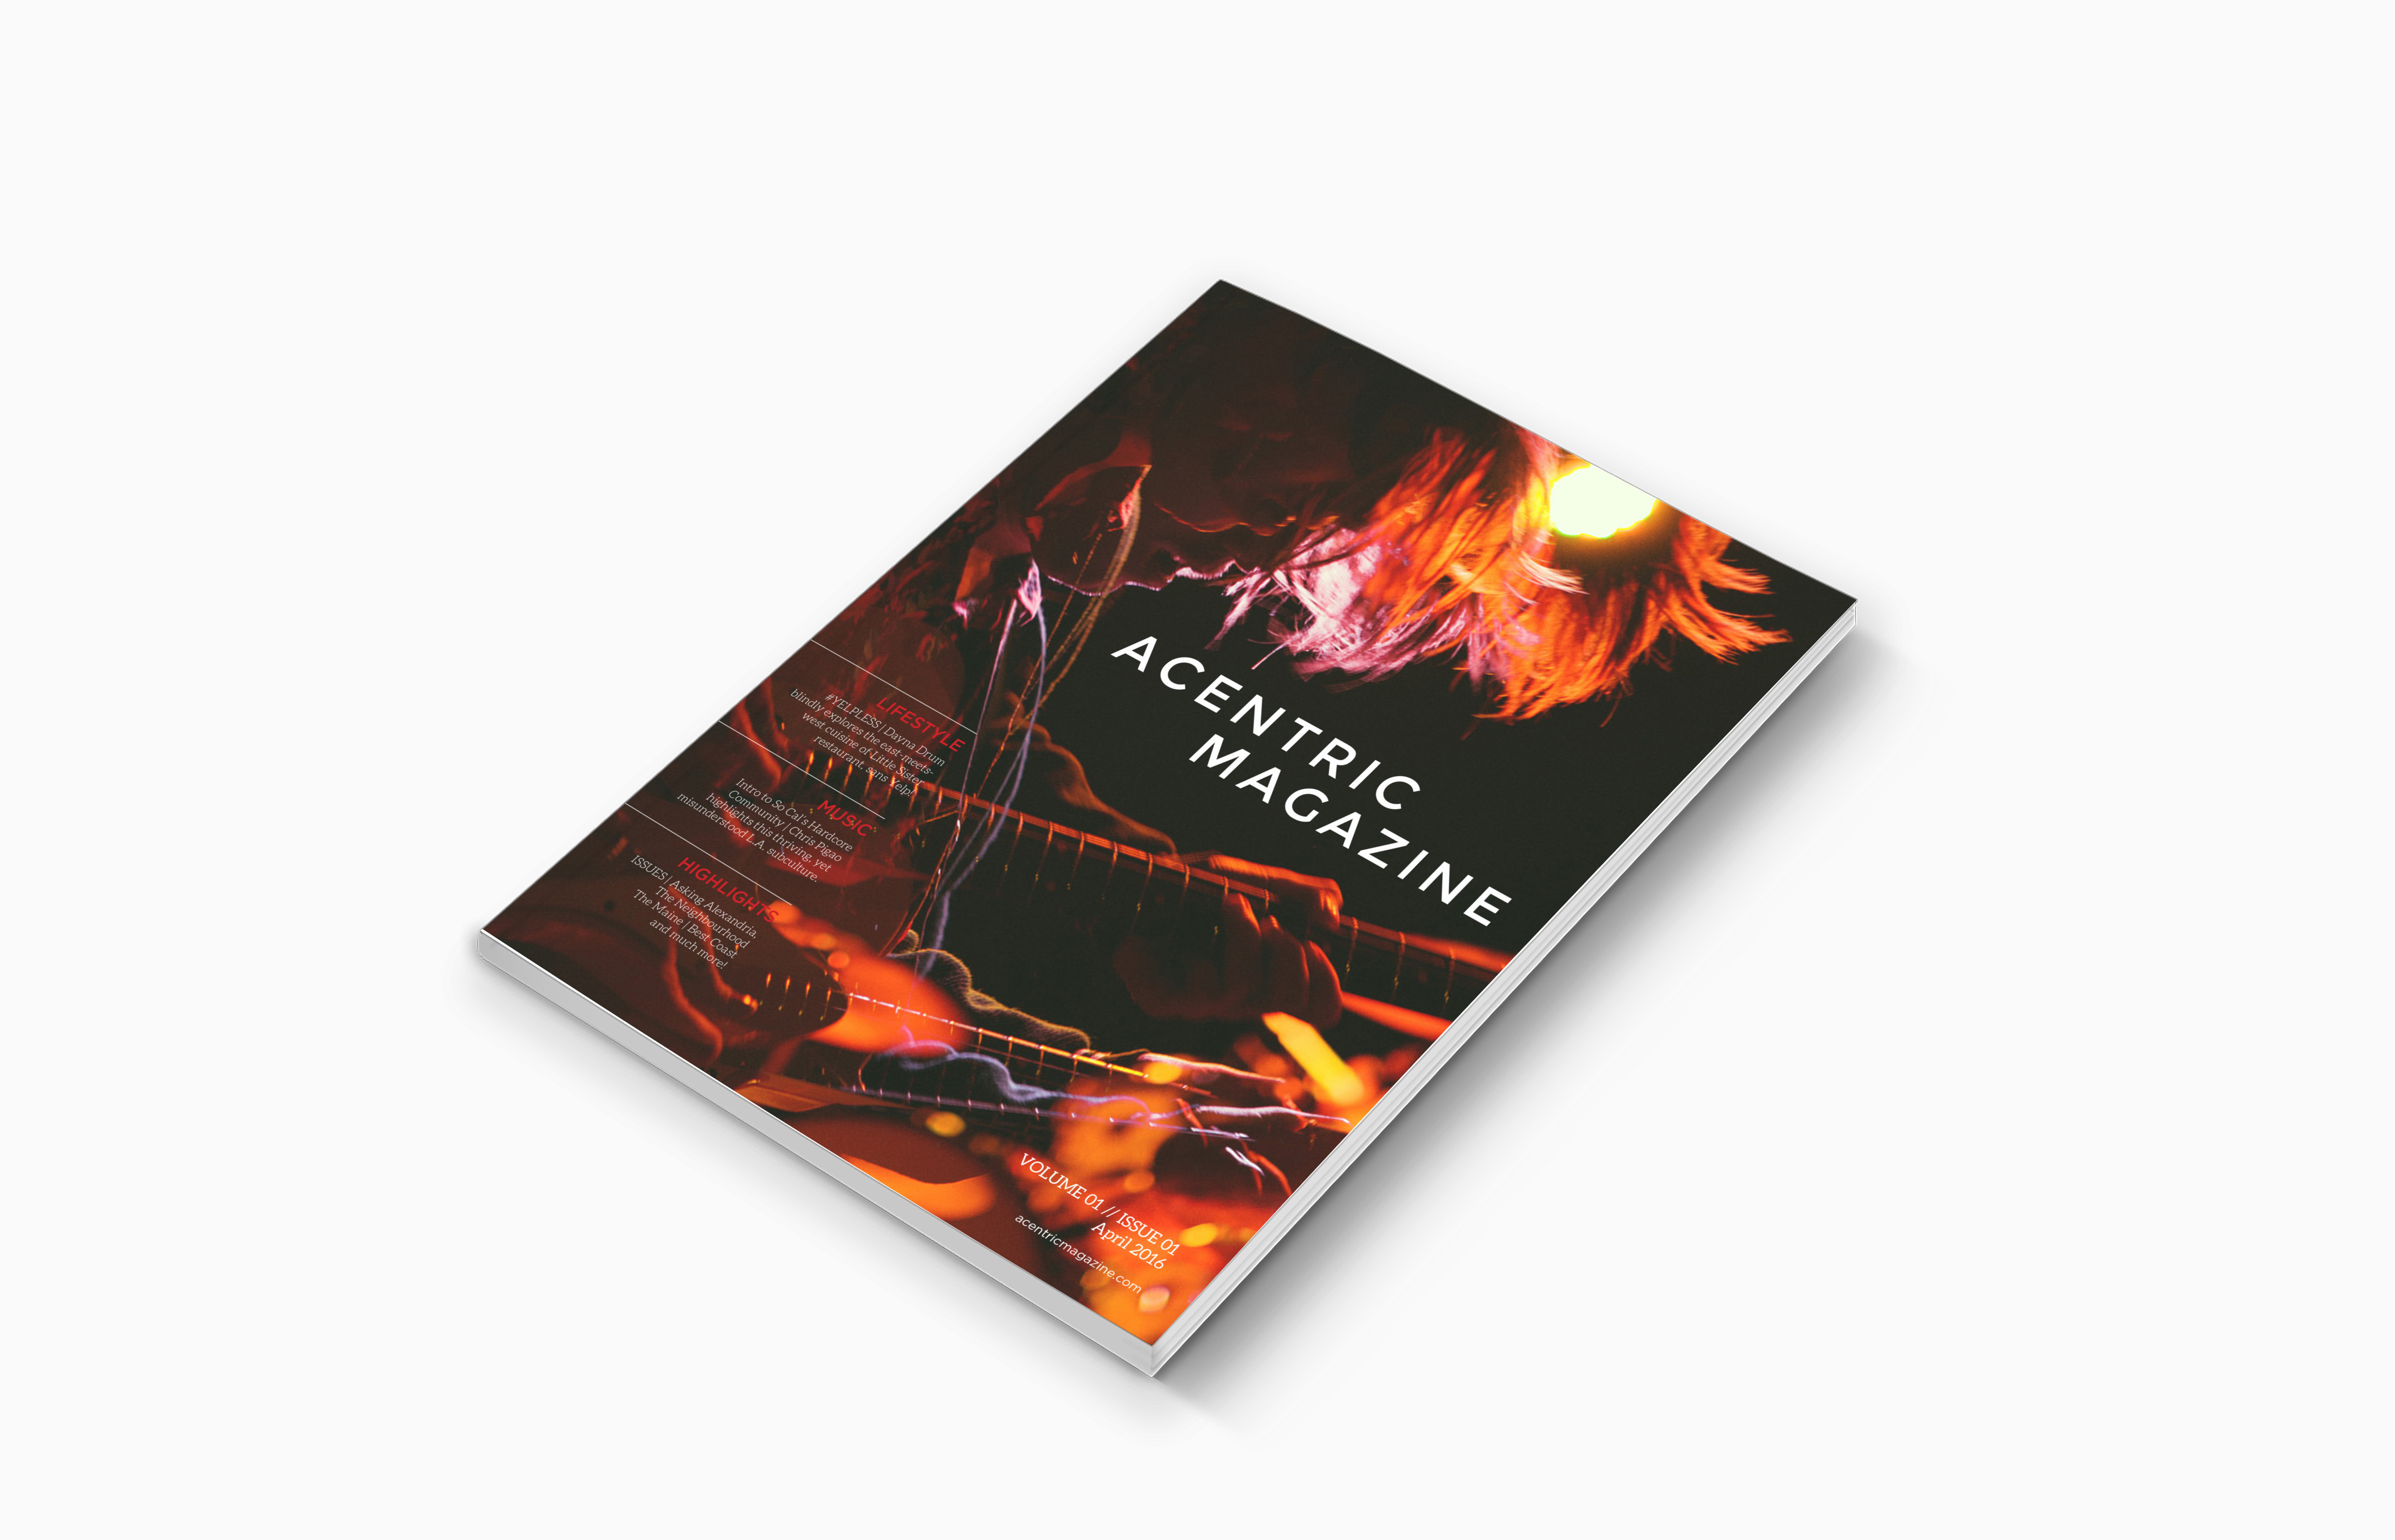 ACENTRIC
MAGAZINE
LIFESTYLE
#YELPLESS | Dayna Drum
blindly explores the east-meets-
west cuisine of Little Sister
restaurant, sans Yelp!
MUSIC
Intro to So Cal's Hardcore
Community | Chris Pigao
highlights this thriving, yet
misunderstood L.A. subculture.
HIGHLIGHTS
ISSUES | Asking Alexandria,
The Neighbourhood
The Maine | Best Coast
and much more!
VOLUME 01 // ISSUE 01
April 2016
acentricmagazine.com